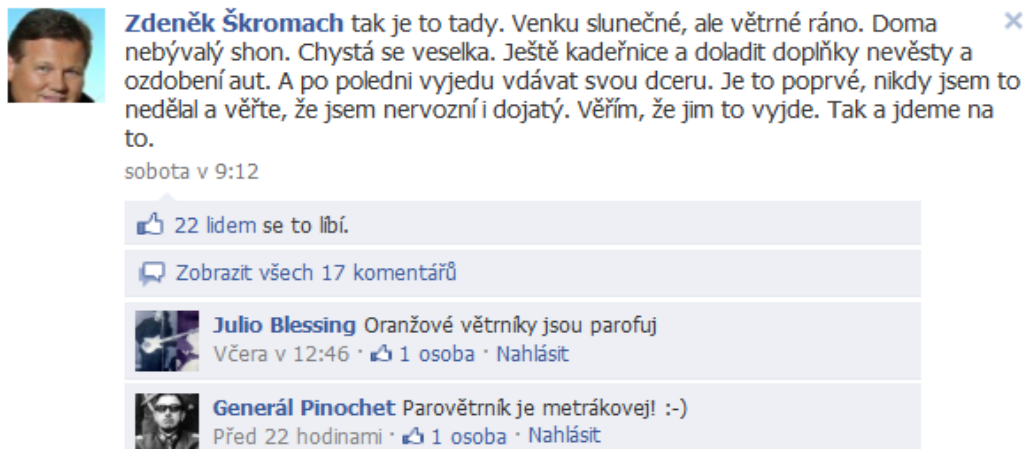 Zdeněk Škromach tak je to tady. Venku slunečné, ale větrné ráno. Doma
nebývalý shon. Chystá se veselka. Ještě kadeřnice a doladit doplňky nevěsty a
ozdobení aut. A po poledni vyjedu vdávat svou dceru. Je to poprvé, nikdy jsem to
nedělal a věřte, že jsem nervozní i dojatý. Věřím, že jim to vyjde. Tak a jdeme na
to.
sobota v 9:12
22 lidem se to líbí.
Zobrazit všech 17 komentářů
Julio Blessing Oranžové větrníky jsou parofuj
Včera v 12:46 · 1 osoba · Nahlásit
Generál Pinochet Parovětrník je metrákovej! :-)
Před 22 hodinami · 1 osoba · Nahlásit